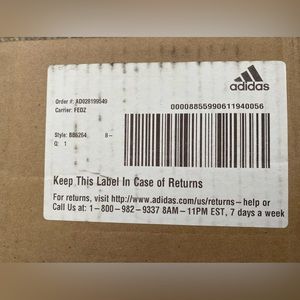 adidas
Order #: AD028199549
Carrier: FEDZ
00008855990611940056
Style: BB6264 8-
Q: 1
Keep This Label In Case of Returns
For returns, visit http://www.adidas.com/us/returns-help or
Call Us at: 1-800-982-9337 8AM-11PM EST, 7 days a week